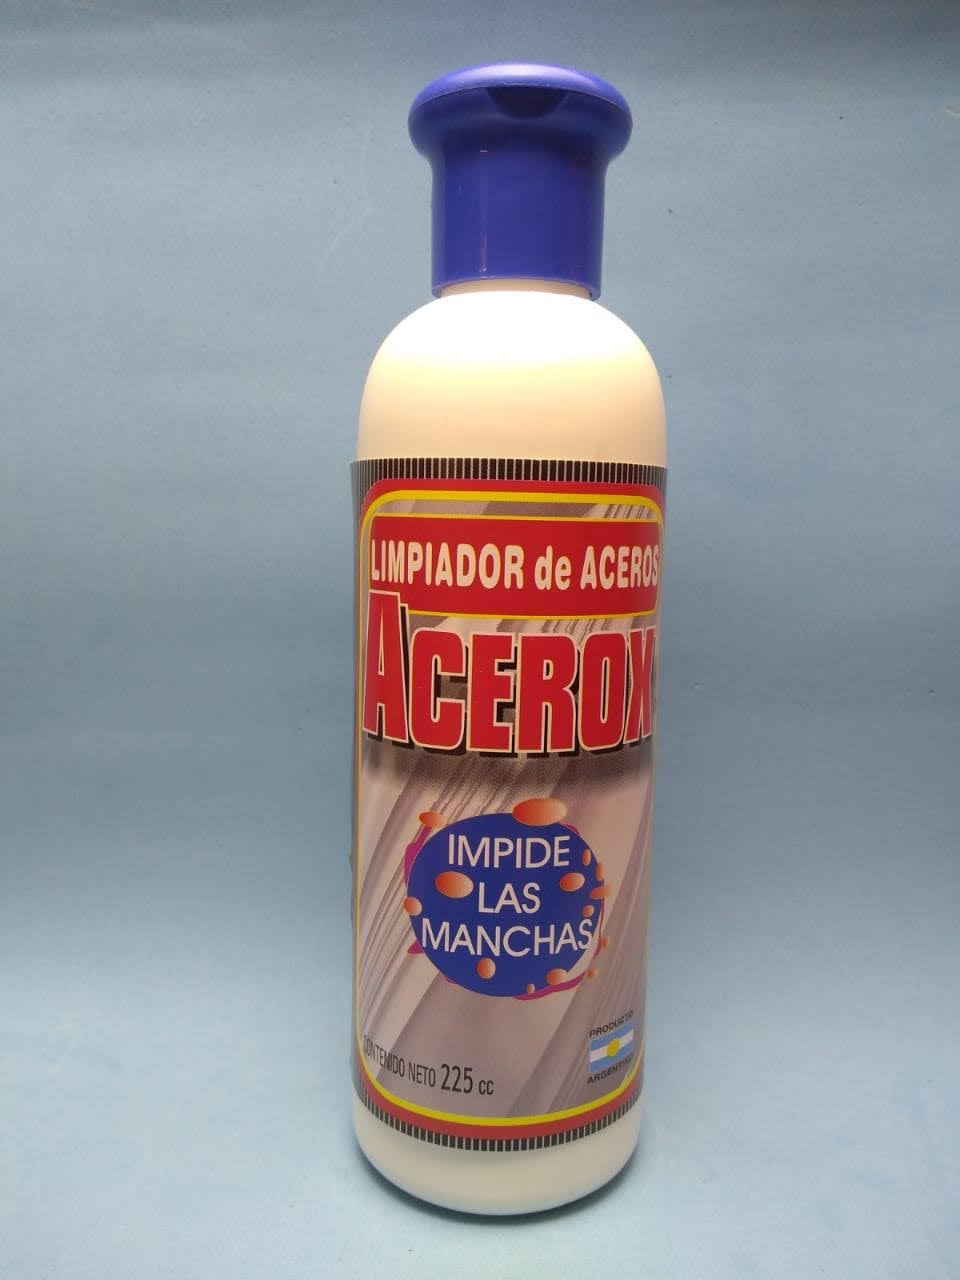 LIMPIADOR de ACEROS
ACEROX
IMPIDE
LAS
MANCHAS
CONTENIDO NETO 225 cc
PRODUCTO
ARGENTINO